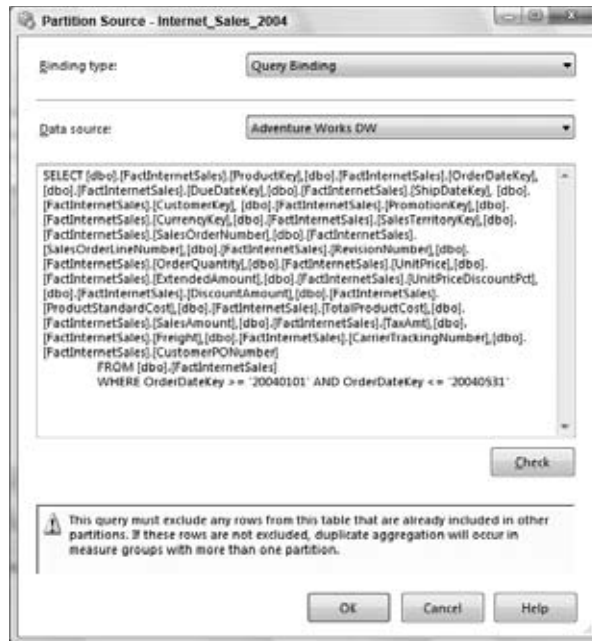 Partition Source - Internet_Sales_2004
Binding type:
Query Binding
Data source:
Adventure Works DW
SELECT [dbo].[FactInternetSales].[ProductKey],[dbo].[FactInternetSales].[OrderDateKey],
[dbo].[FactInternetSales].[DueDateKey],[dbo].[FactInternetSales].[ShipDateKey], [dbo].
[FactInternetSales].[CustomerKey], [dbo].[FactInternetSales].[PromotionKey],[dbo].
[FactInternetSales].[CurrencyKey],[dbo].[FactInternetSales].[SalesTerritoryKey],[dbo].
[FactInternetSales].[SalesOrderNumber],[dbo].[FactInternetSales].
[SalesOrderLineNumber],[dbo].[FactInternetSales].[RevisionNumber],[dbo].
[FactInternetSales].[OrderQuantity],[dbo].[FactInternetSales].[UnitPrice],[dbo].
[FactInternetSales].[ExtendedAmount],[dbo].[FactInternetSales].[UnitPriceDiscountPct],
[dbo].[FactInternetSales].[DiscountAmount],[dbo].[FactInternetSales].
[ProductStandardCost],[dbo].[FactInternetSales].[TotalProductCost],[dbo].
[FactInternetSales].[SalesAmount],[dbo].[FactInternetSales].[TaxAmt],[dbo].
[FactInternetSales].[Freight],[dbo].[FactInternetSales].[CarrierTrackingNumber],[dbo].
[FactInternetSales].[CustomerPONumber]
FROM [dbo].[FactInternetSales]
WHERE OrderDateKey >= '20040101' AND OrderDateKey <= '20040531'
Check
This query must exclude any rows from this table that are already included in other
partitions. If these rows are not excluded, duplicate aggregation will occur in
measure groups with more than one partition.
OK
Cancel
Help